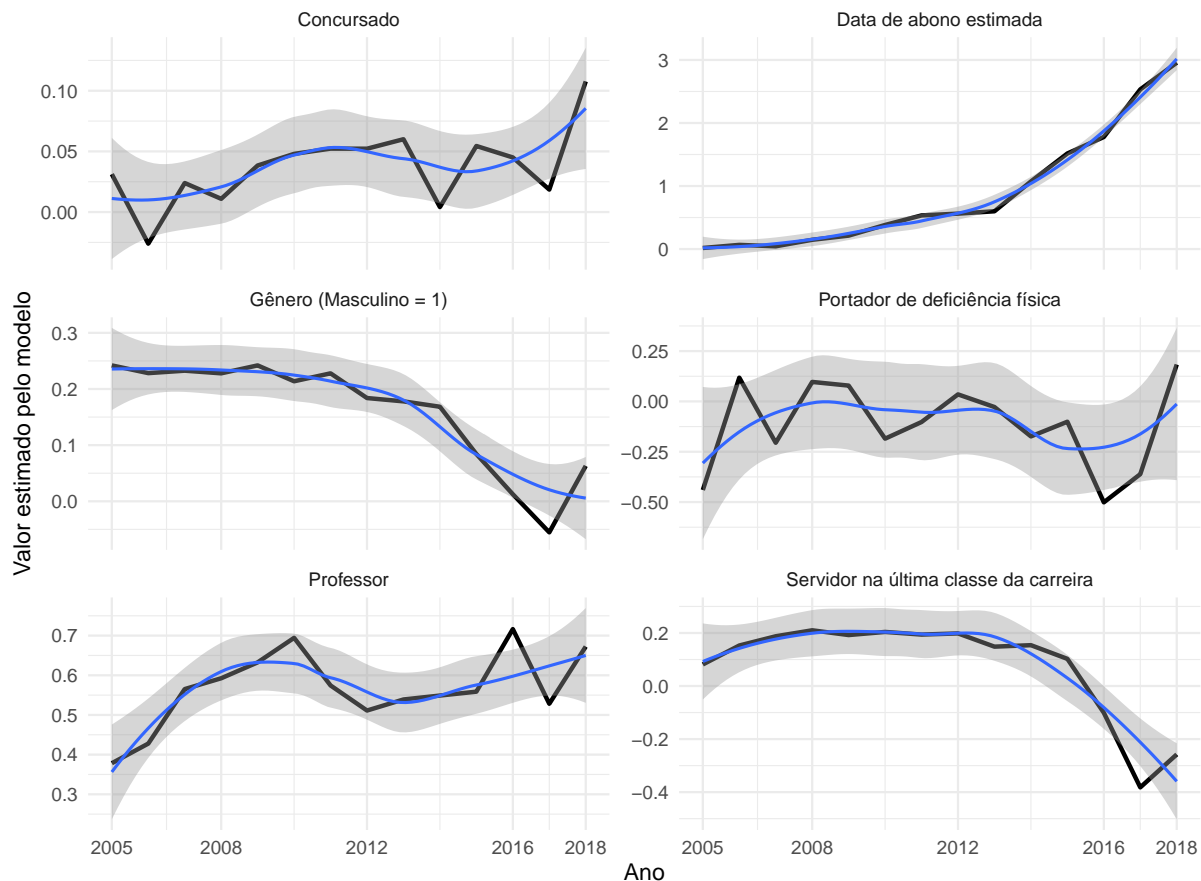 Concursado
Data de abono estimada
0.10
0.05
0.00
3
2
1
0
Gênero (Masculino = 1)
Portador de deficiência física
0.3
0.2
0.1
0.0
0.25
0.00
−0.25
−0.50
Professor
Servidor na última classe da carreira
0.7
0.6
0.5
0.4
0.3
0.2
0.0
−0.2
−0.4
2005 2008 2012 2016 2018
2005 2008 2012 2016 2018
Ano
Valor estimado pelo modelo